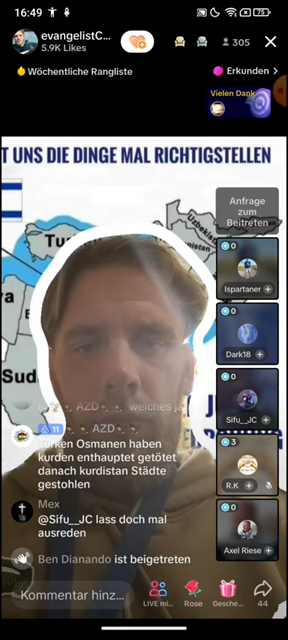 16:49
75
evangelistC...
5.9K Likes
305
Wöchentliche Rangliste
Erkunden >
Vielen Dank
T UNS DIE DINGE MAL RICHTIGSTELLEN
Anfrage
zum
Beitreten
Usbekis
Tur
0
Ispartaner +
0
Dark18 +
Sud
0
Sifu__JC +
AZD welches
11 AZD
Türken Osmanen haben
kurden enthauptet getötet
danach kurdistan Städte
gestohlen
3
R.K +
Mex
@Sifu__JC lass doch mal
ausreden
0
Axel Riese +
Ben Dianando ist beigetreten
Kommentar hinz...
LIVE mi...
Rose
Gesche...
44